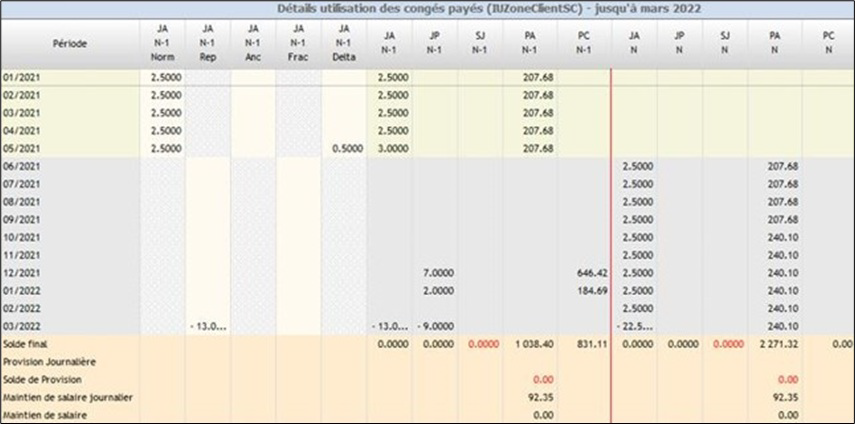 Détails utilisation des congés payés (IUZoneClientSC) - jusqu'à mars 2022
Période JA N-1 Norm JA N-1 Rep JA N-1 Anc JA N-1 Frac JA N-1 Delta JA N-1 JP N-1 SJ N-1 PA N-1 PC N-1 JA N JP N SJ N PA N PC N
01/2021 2.5000 2.5000 207.68
02/2021 2.5000 2.5000 207.68
03/2021 2.5000 2.5000 207.68
04/2021 2.5000 2.5000 207.68
05/2021 2.5000 0.5000 3.0000 207.68
06/2021 2.5000 207.68
07/2021 2.5000 207.68
08/2021 2.5000 207.68
09/2021 2.5000 207.68
10/2021 2.5000 240.10
11/2021 2.5000 240.10
12/2021 7.0000 646.42 2.5000 240.10
01/2022 2.0000 184.69 2.5000 240.10
02/2022 2.5000 240.10
03/2022 - 13.0... - 13.0... - 9.0000 - 22.5... 240.10
Solde final 0.0000 0.0000 0.0000 1 038.40 831.11 0.0000 0.0000 0.0000 2 271.32 0.00
Provision Journalière
Solde de Provision 0.00 0.00
Maintien de salaire journalier 92.35 92.35
Maintien de salaire 0.00 0.00